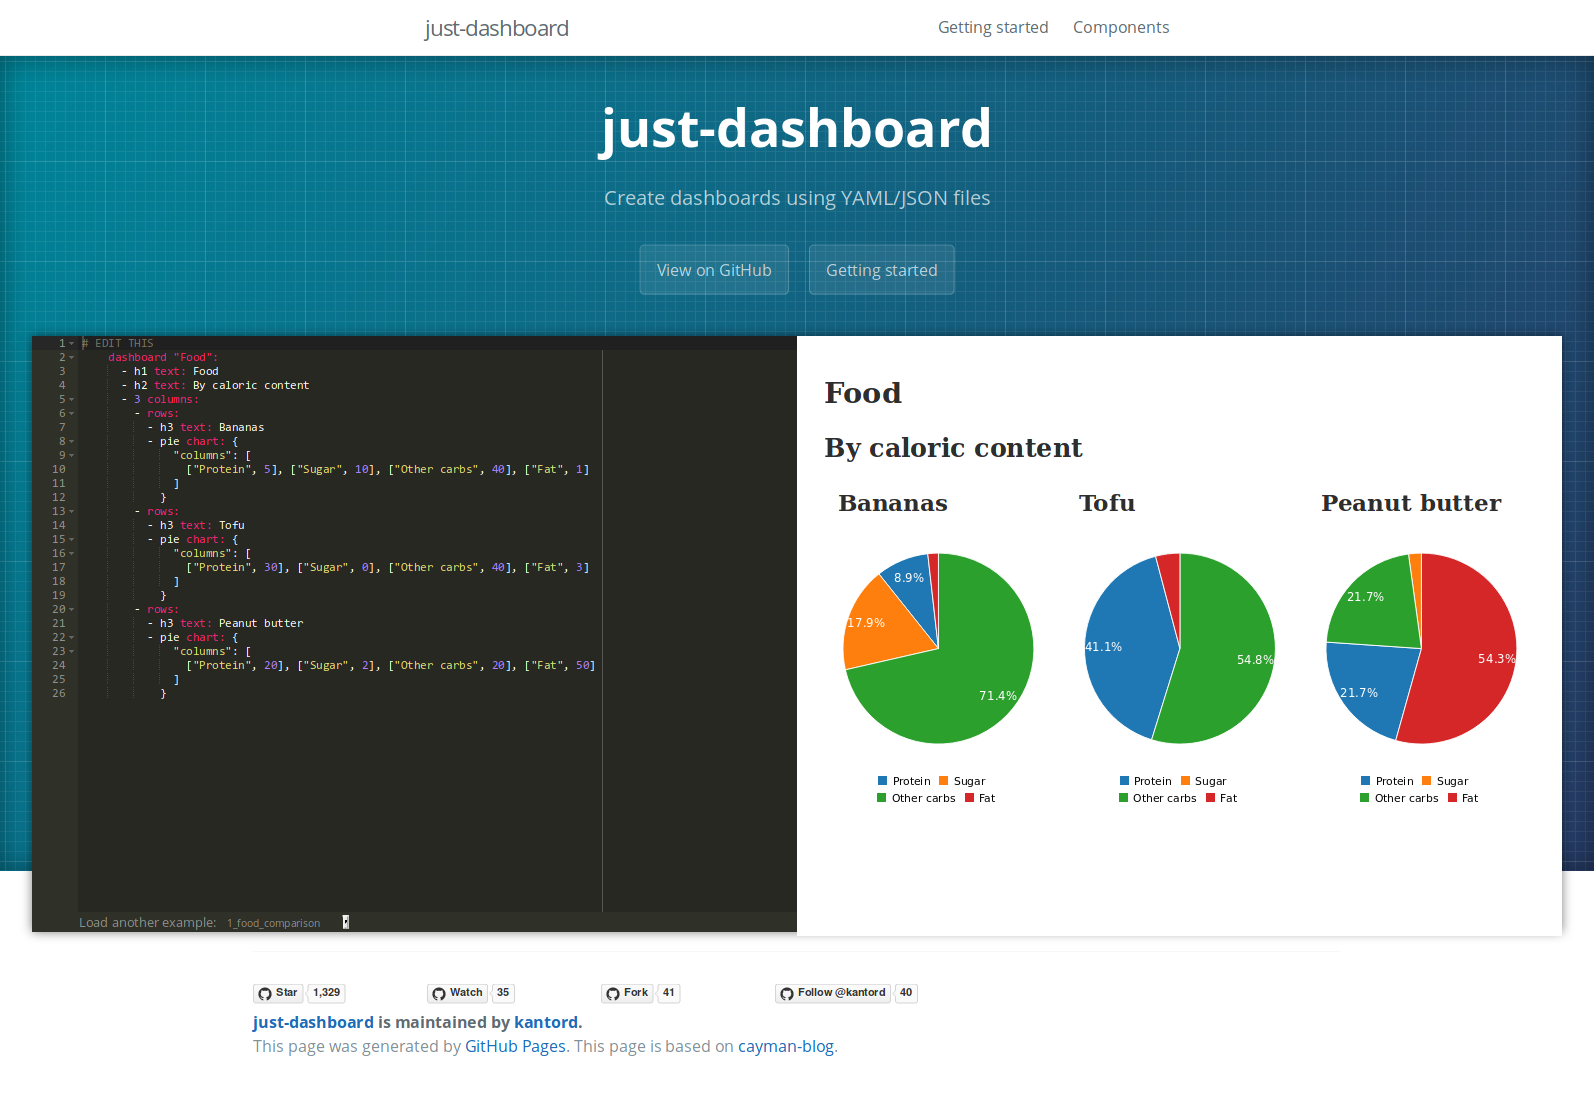 just-dashboard Getting started Components
just-dashboard
Create dashboards using YAML/JSON files
View on GitHub Getting started
1 # EDIT THIS
2 dashboard "Food":
3 - h1 text: Food
4 - h2 text: By caloric content
5 - 3 columns:
6 - rows:
7 - h3 text: Bananas
8 - pie chart: {
9 "columns": [
10 ["Protein", 5], ["Sugar", 10], ["Other carbs", 40], ["Fat", 1]
11 ]
12 }
13 - rows:
14 - h3 text: Tofu
15 - pie chart: {
16 "columns": [
17 ["Protein", 30], ["Sugar", 0], ["Other carbs", 40], ["Fat", 3]
18 ]
19 }
20 - rows:
21 - h3 text: Peanut butter
22 - pie chart: {
23 "columns": [
24 ["Protein", 20], ["Sugar", 2], ["Other carbs", 20], ["Fat", 50]
25 ]
26 }
Load another example: 1_food_comparison
Food
By caloric content
Bananas
8.9%
17.9%
71.4%
Protein Sugar
Other carbs Fat
Tofu
41.1%
54.8%
Protein Sugar
Other carbs Fat
Peanut butter
21.7%
54.3%
21.7%
Protein Sugar
Other carbs Fat
Star 1,329 Watch 35 Fork 41 Follow @kantord 40
just-dashboard is maintained by kantord.
This page was generated by GitHub Pages. This page is based on cayman-blog.